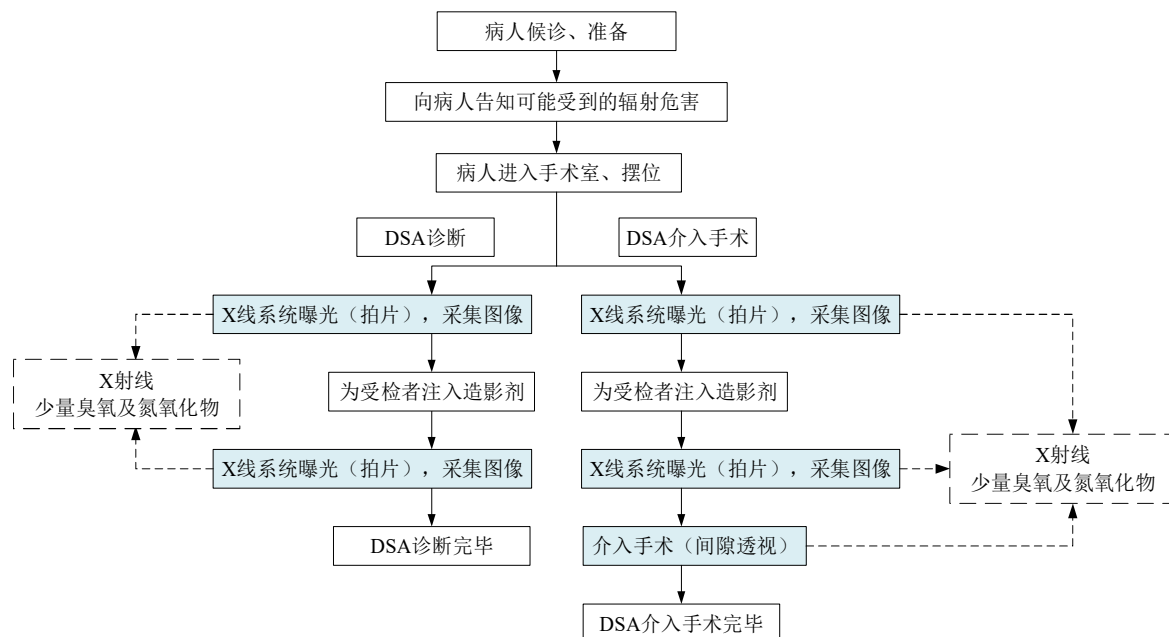 病人候诊、准备
向病人告知可能受到的辐射危害
病人进入手术室、摆位
DSA诊断
DSA介入手术
X线系统曝光（拍片），采集图像
X线系统曝光（拍片），采集图像
X射线
少量臭氧及氮氧化物
为受检者注入造影剂
为受检者注入造影剂
X线系统曝光（拍片），采集图像
X线系统曝光（拍片），采集图像
X射线
少量臭氧及氮氧化物
DSA诊断完毕
介入手术（间隙透视）
DSA介入手术完毕